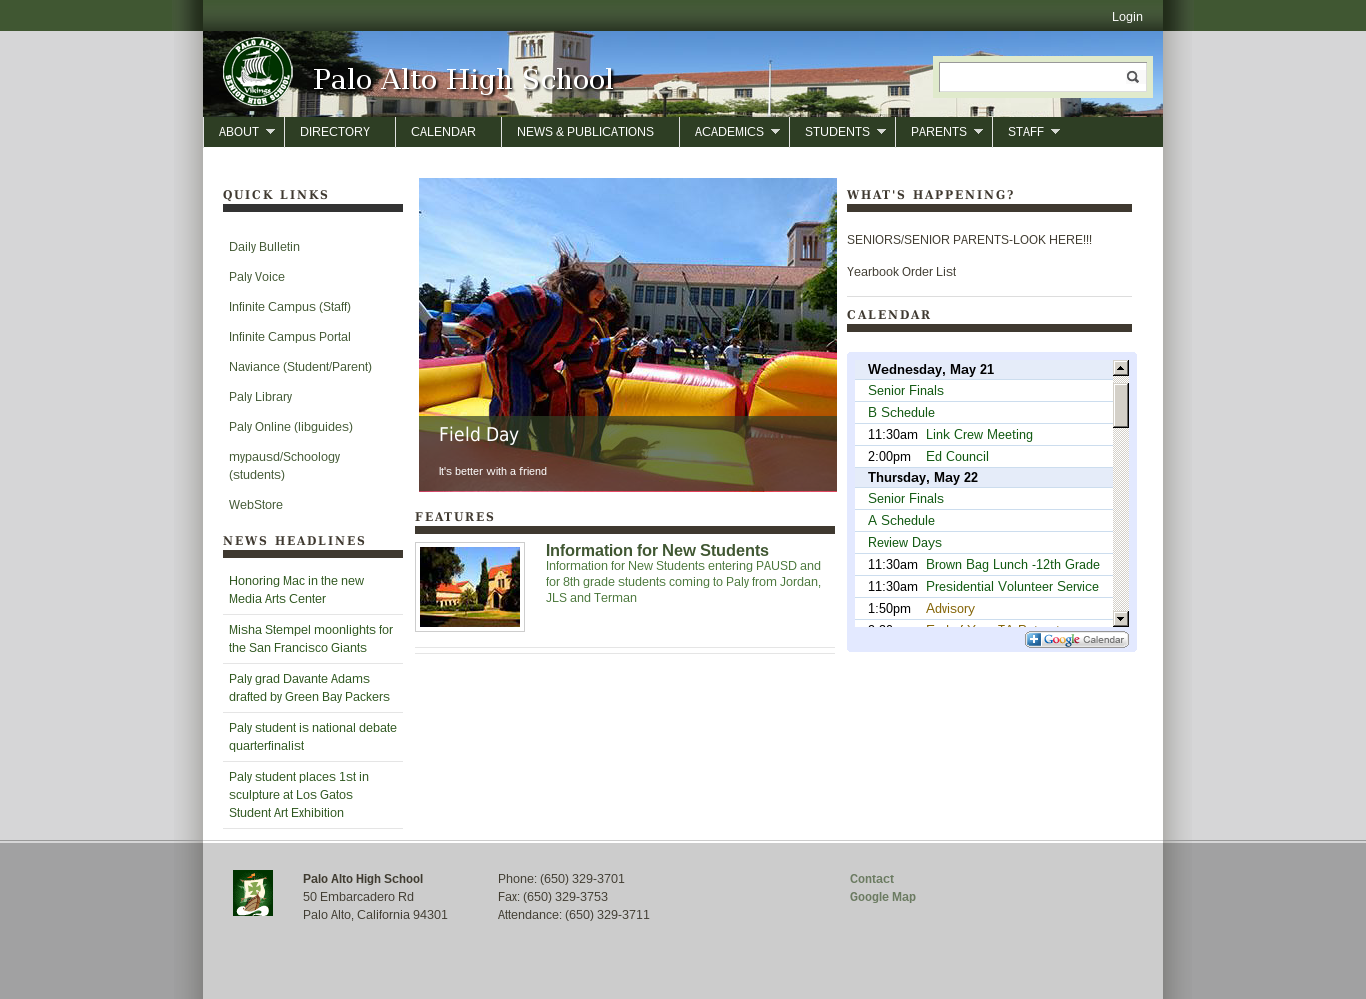 Login
PALO ALTO
Vikings
SENIOR HIGH SCHOOL
Palo Alto High School
ABOUT
DIRECTORY
CALENDAR
NEWS & PUBLICATIONS
ACADEMICS
STUDENTS
PARENTS
STAFF
QUICK LINKS
Daily Bulletin
Paly Voice
Infinite Campus (Staff)
Infinite Campus Portal
Naviance (Student/Parent)
Paly Library
Paly Online (libguides)
mypausd/Schoology
(students)
WebStore
NEWS HEADLINES
Honoring Mac in the new
Media Arts Center
Misha Stempel moonlights for
the San Francisco Giants
Paly grad Davante Adams
drafted by Green Bay Packers
Paly student is national debate
quarterfinalist
Paly student places 1st in
sculpture at Los Gatos
Student Art Exhibition
Field Day
It's better with a friend
FEATURES
Information for New Students
Information for New Students entering PAUSD and
for 8th grade students coming to Paly from Jordan,
JLS and Terman
WHAT'S HAPPENING?
SENIORS/SENIOR PARENTS-LOOK HERE!!!
Yearbook Order List
CALENDAR
Wednesday, May 21
Senior Finals
B Schedule
11:30am Link Crew Meeting
2:00pm Ed Council
Thursday, May 22
Senior Finals
A Schedule
Review Days
11:30am Brown Bag Lunch -12th Grade
11:30am Presidential Volunteer Service
1:50pm Advisory
Google Calendar
Palo Alto High School
50 Embarcadero Rd
Palo Alto, California 94301
Phone: (650) 329-3701
Fax: (650) 329-3753
Attendance: (650) 329-3711
Contact
Google Map